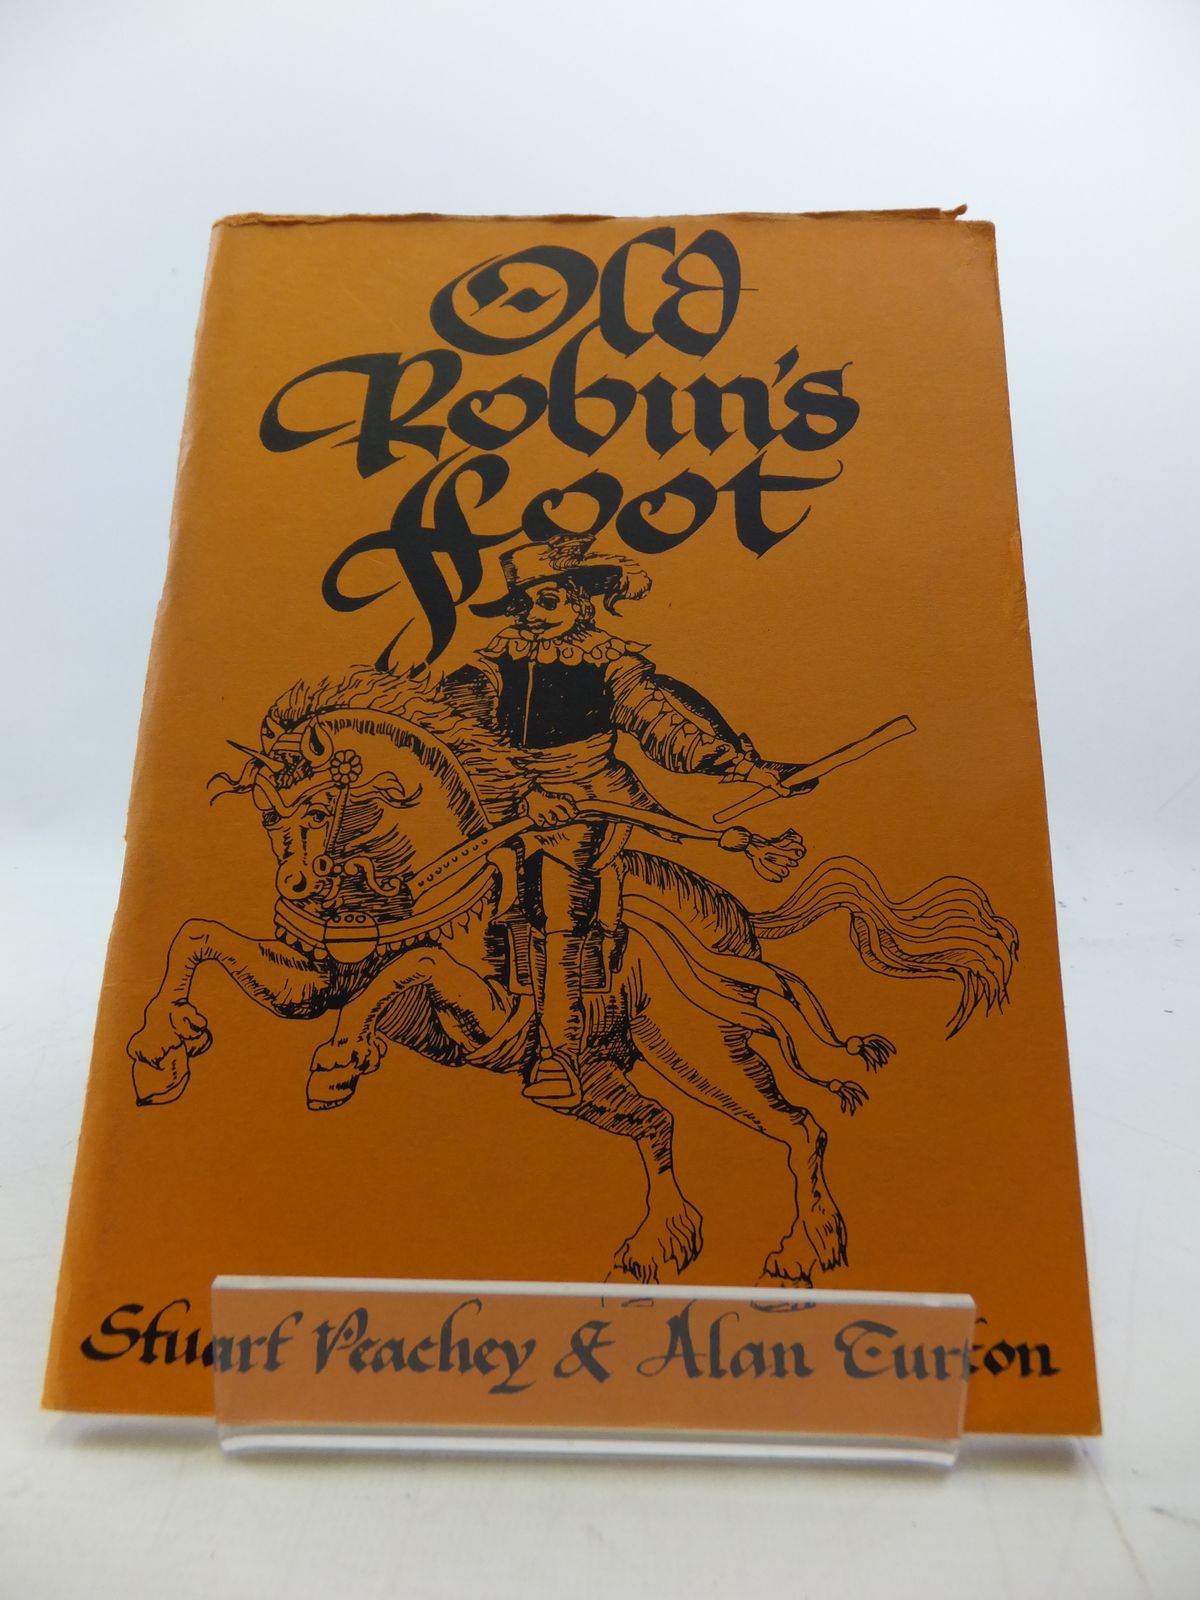 Old
Robin's
Foot
Stuart Peachey & Alan Turton